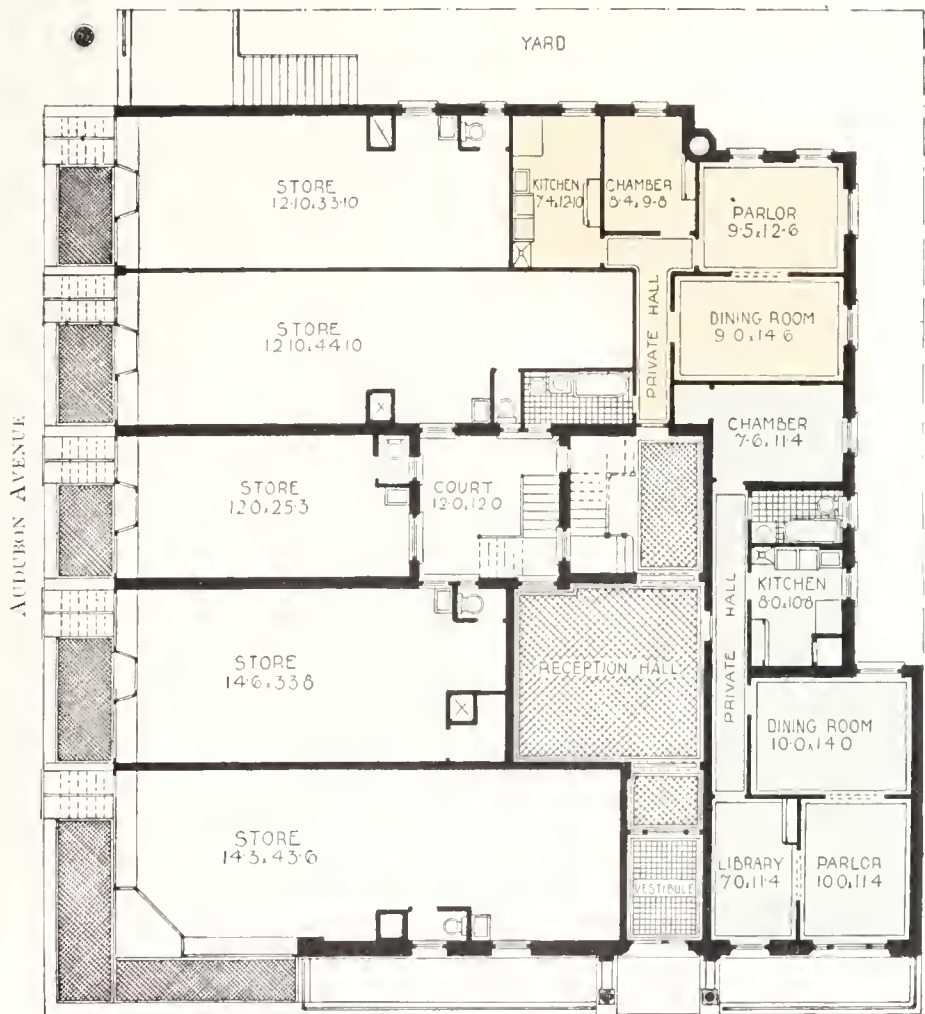 YARD
STORE
12·10 x 33·10
KITCHEN
7·4 x 12·10
CHAMBER
8·4 x 9·8
PARLOR
9·5 x 12·6
PRIVATE HALL
STORE
12·10 x 44·10
DINING ROOM
9·0 x 14·6
CHAMBER
7·6 x 11·4
AUDUBON AVENUE
STORE
12·0 x 25·3
COURT
12·0 x 12·0
KITCHEN
8·0 x 10·8
PRIVATE HALL
STORE
14·6 x 33·8
RECEPTION HALL
DINING ROOM
10·0 x 14·0
STORE
14·3 x 43·6
VESTIBULE
LIBRARY
7·0 x 11·4
PARLOR
10·0 x 11·4